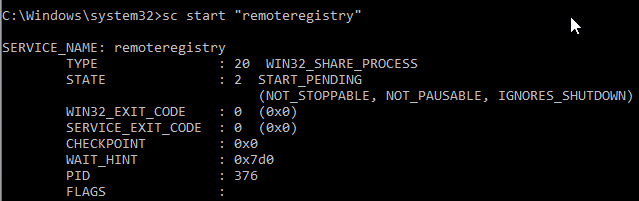 C:\Windows\system32>sc start "remoteregistry"
SERVICE_NAME: remoteregistry
TYPE : 20 WIN32_SHARE_PROCESS
STATE : 2 START_PENDING
(NOT_STOPPABLE, NOT_PAUSABLE, IGNORES_SHUTDOWN)
WIN32_EXIT_CODE : 0 (0x0)
SERVICE_EXIT_CODE : 0 (0x0)
CHECKPOINT : 0x0
WAIT_HINT : 0x7d0
PID : 376
FLAGS :